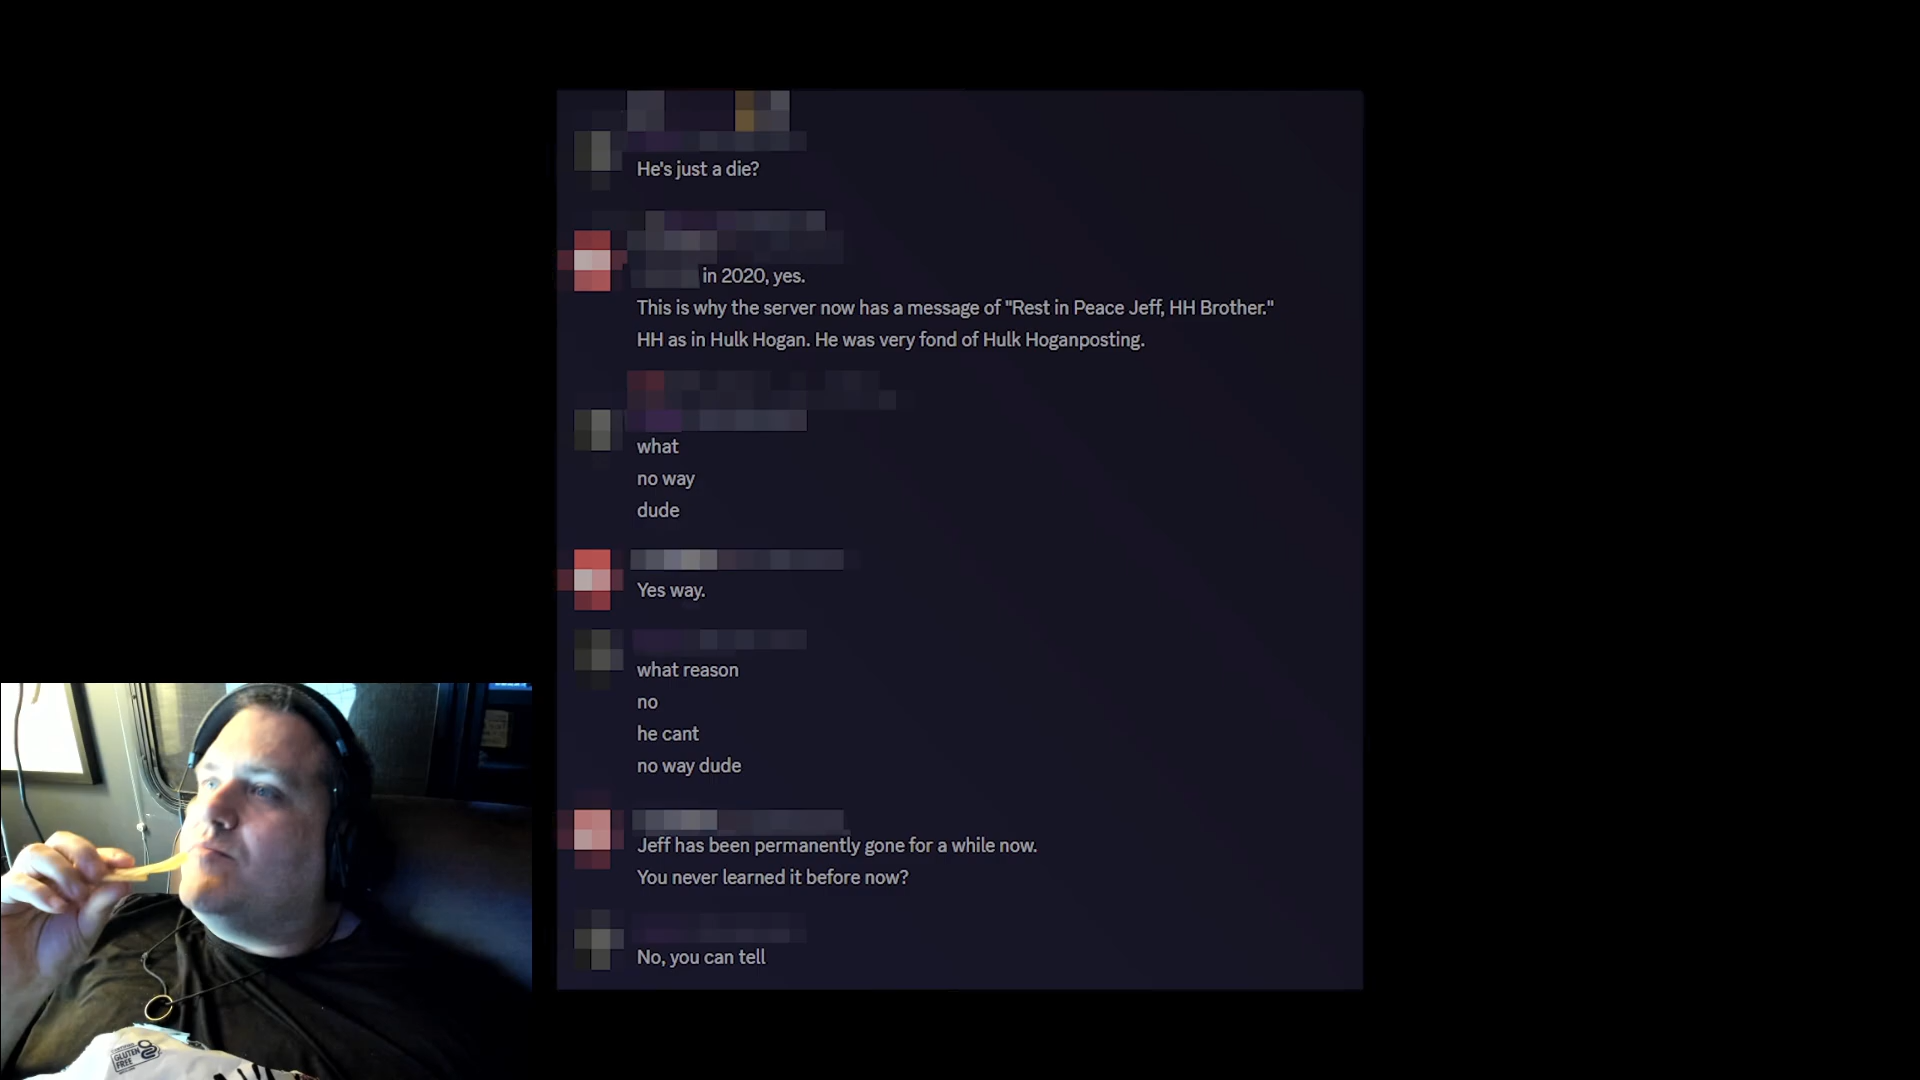 He's just a die?
in 2020, yes.
This is why the server now has a message of "Rest in Peace Jeff, HH Brother."
HH as in Hulk Hogan. He was very fond of Hulk Hoganposting.
what
no way
dude
Yes way.
what reason
no
he cant
no way dude
Jeff has been permanently gone for a while now.
You never learned it before now?
No, you can tell
GLUTEN
FREE